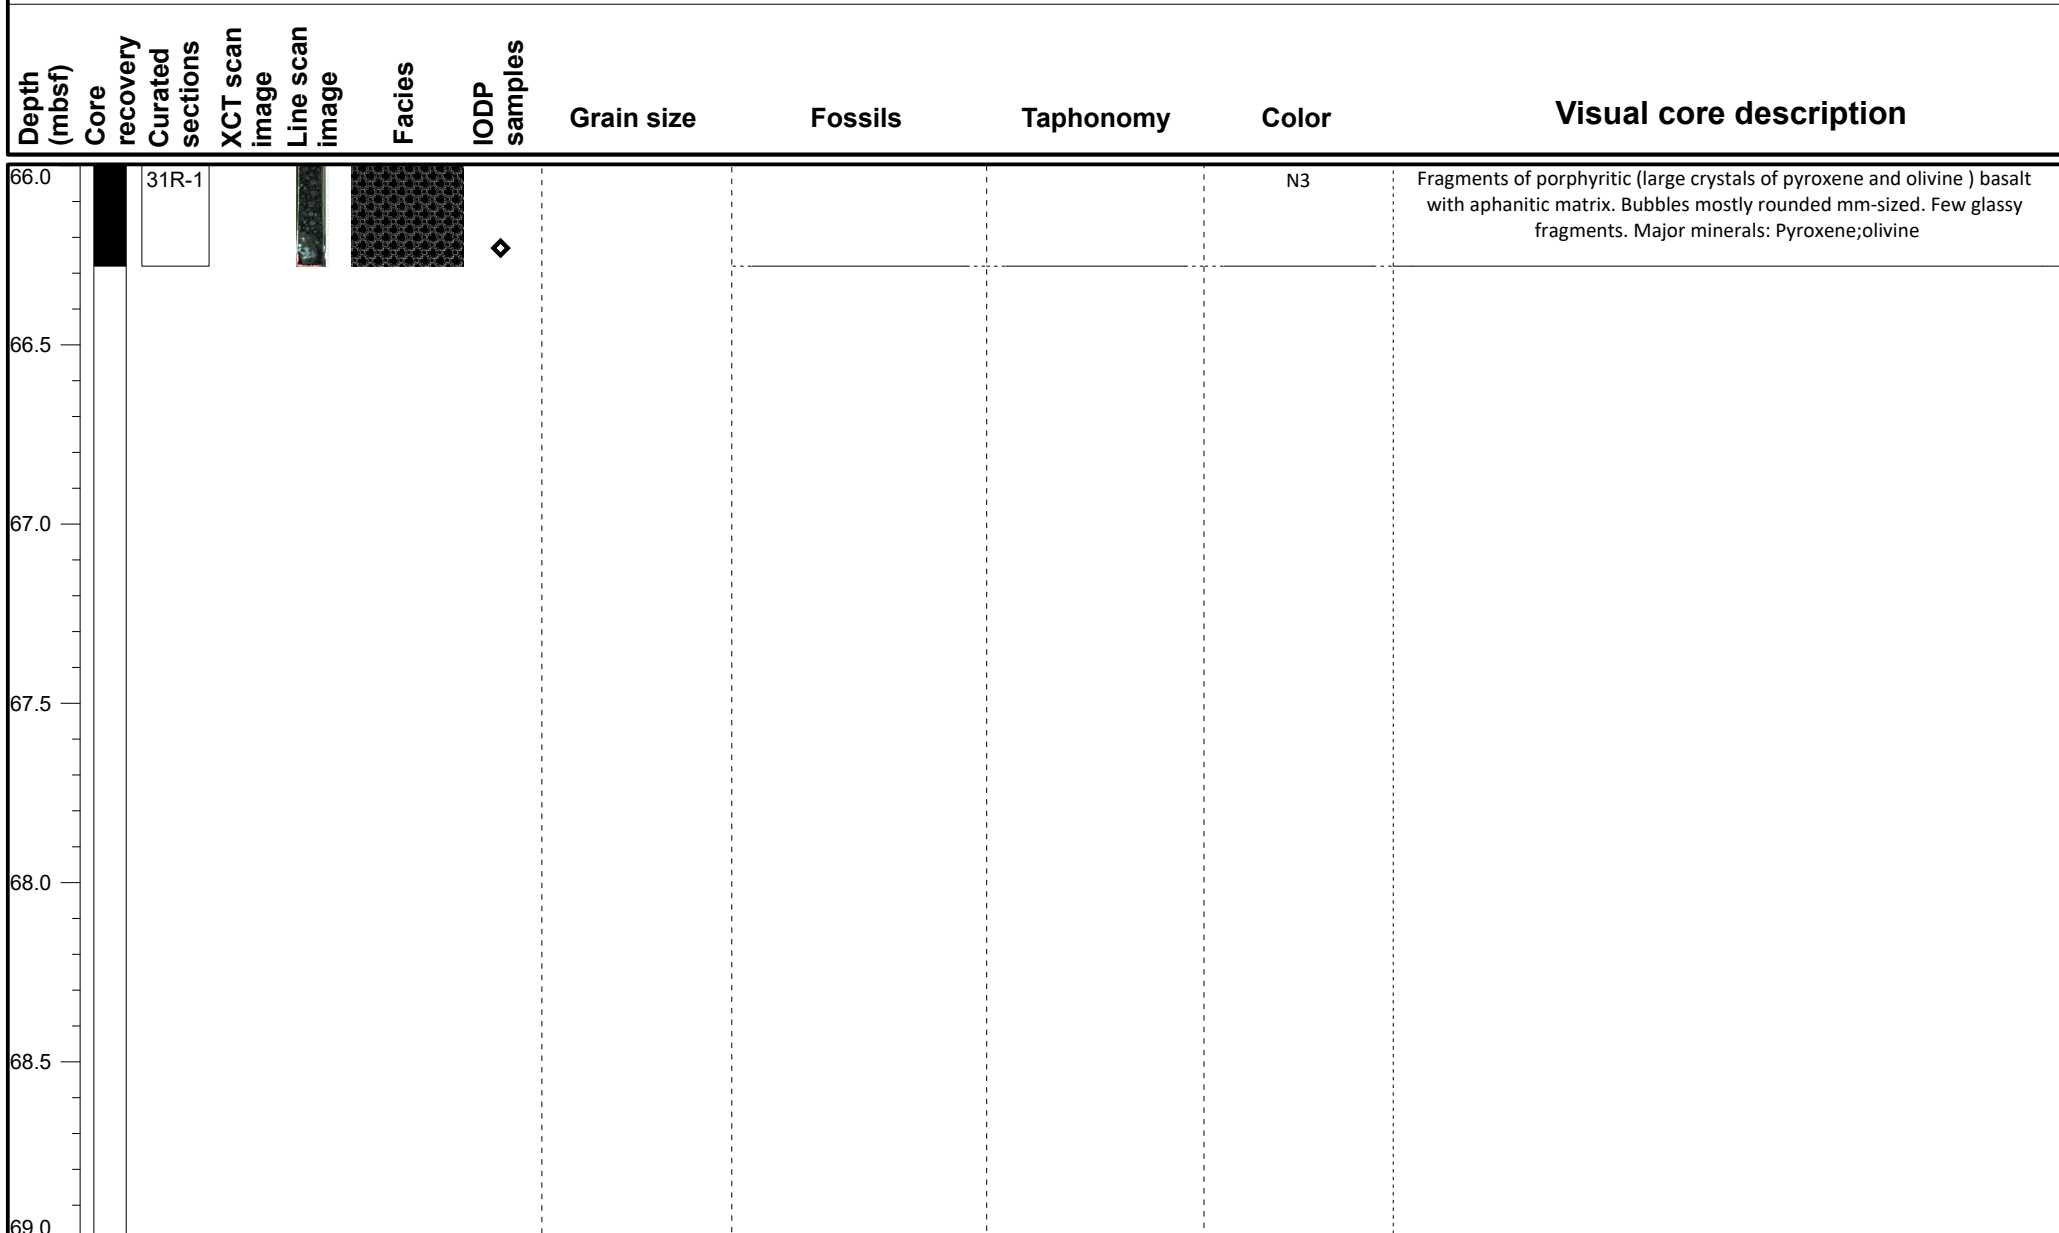 Depth
(mbsf)
Core
recovery
Curated
sections
XCT scan
image
Line scan
image
Facies
IODP
samples
Grain size
Fossils
Taphonomy
Color
Visual core description
66.0
31R-1
N3
Fragments of porphyritic (large crystals of pyroxene and olivine ) basalt
with aphanitic matrix. Bubbles mostly rounded mm-sized. Few glassy
fragments. Major minerals: Pyroxene;olivine
66.5
67.0
67.5
68.0
68.5
69.0